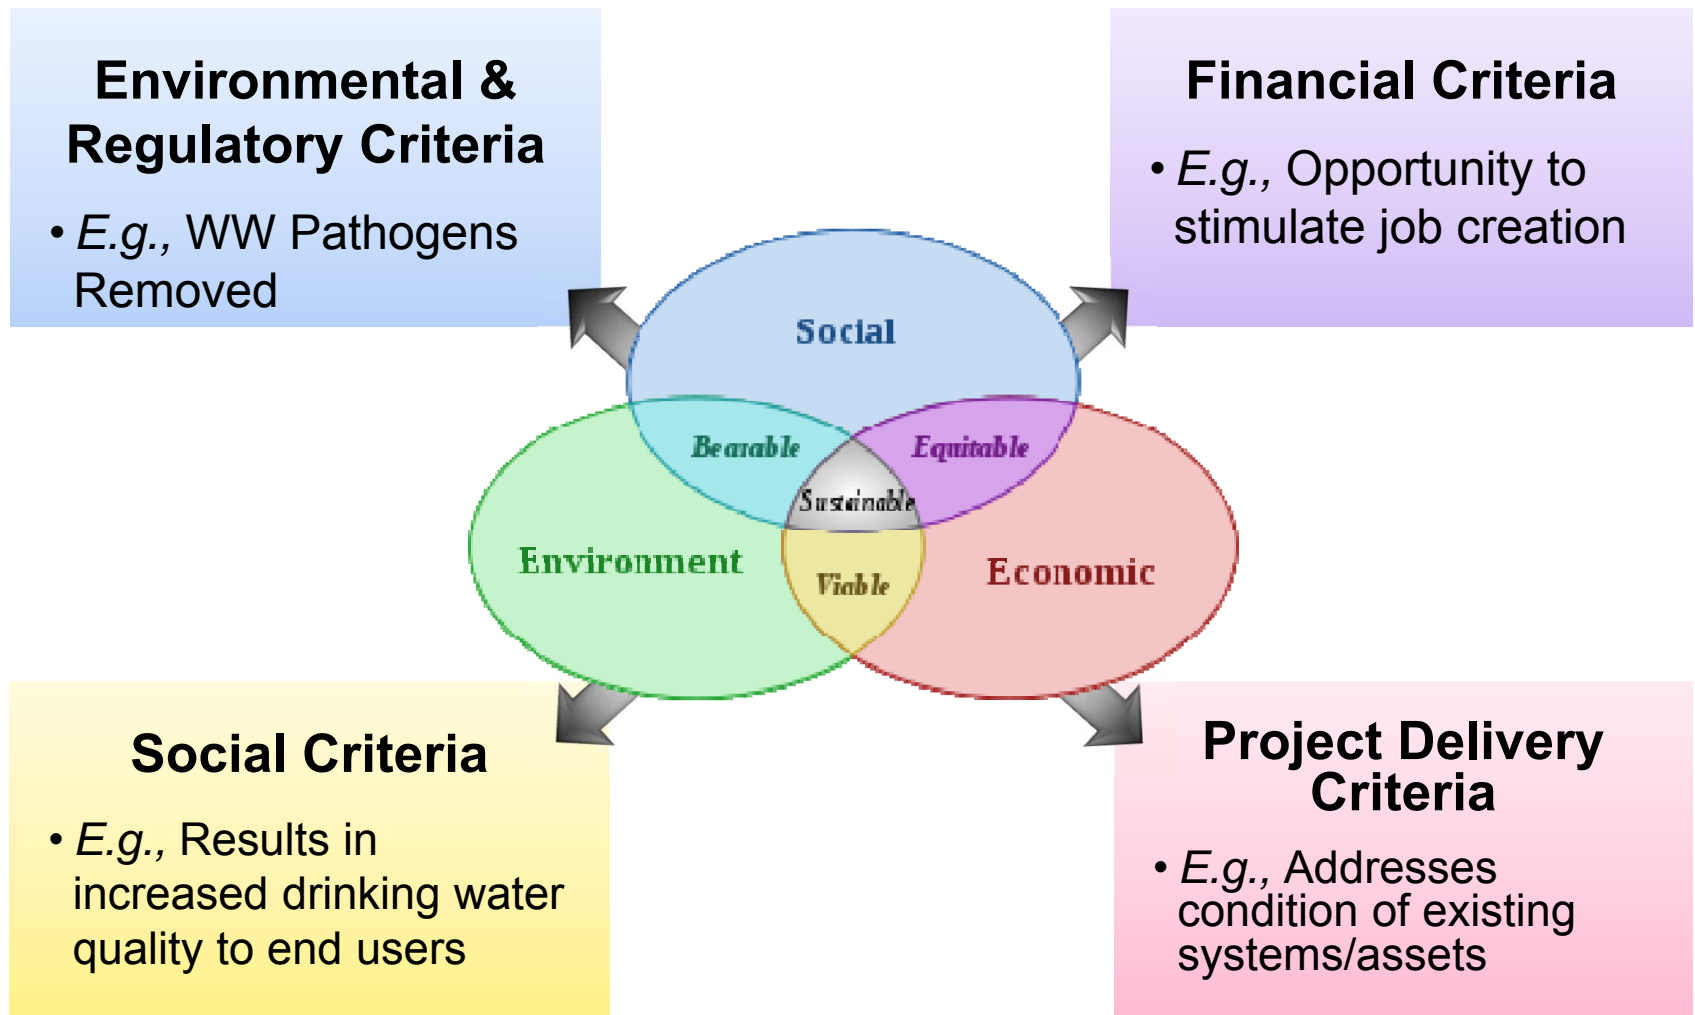 Environmental &
Regulatory Criteria
• E.g., WW Pathogens
Removed
Financial Criteria
• E.g., Opportunity to
stimulate job creation
Social
Bearable
Equitable
Sustainable
Environment
Economic
Viable
Social Criteria
• E.g., Results in
increased drinking water
quality to end users
Project Delivery
Criteria
• E.g., Addresses
condition of existing
systems/assets